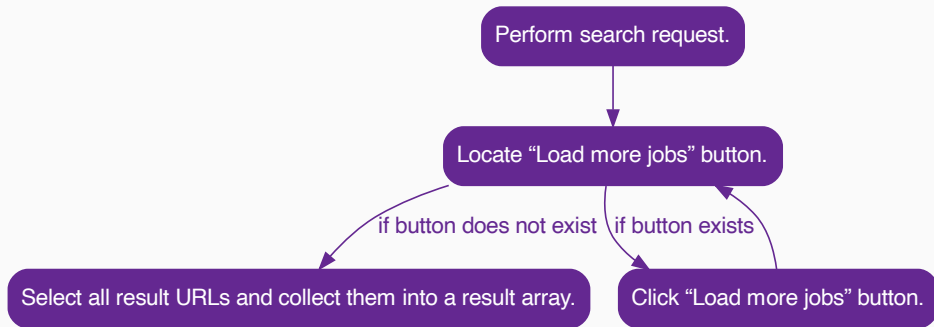 Perform search request.
Locate “Load more jobs” button.
if button does not exist
if button exists
Select all result URLs and collect them into a result array.
Click “Load more jobs” button.